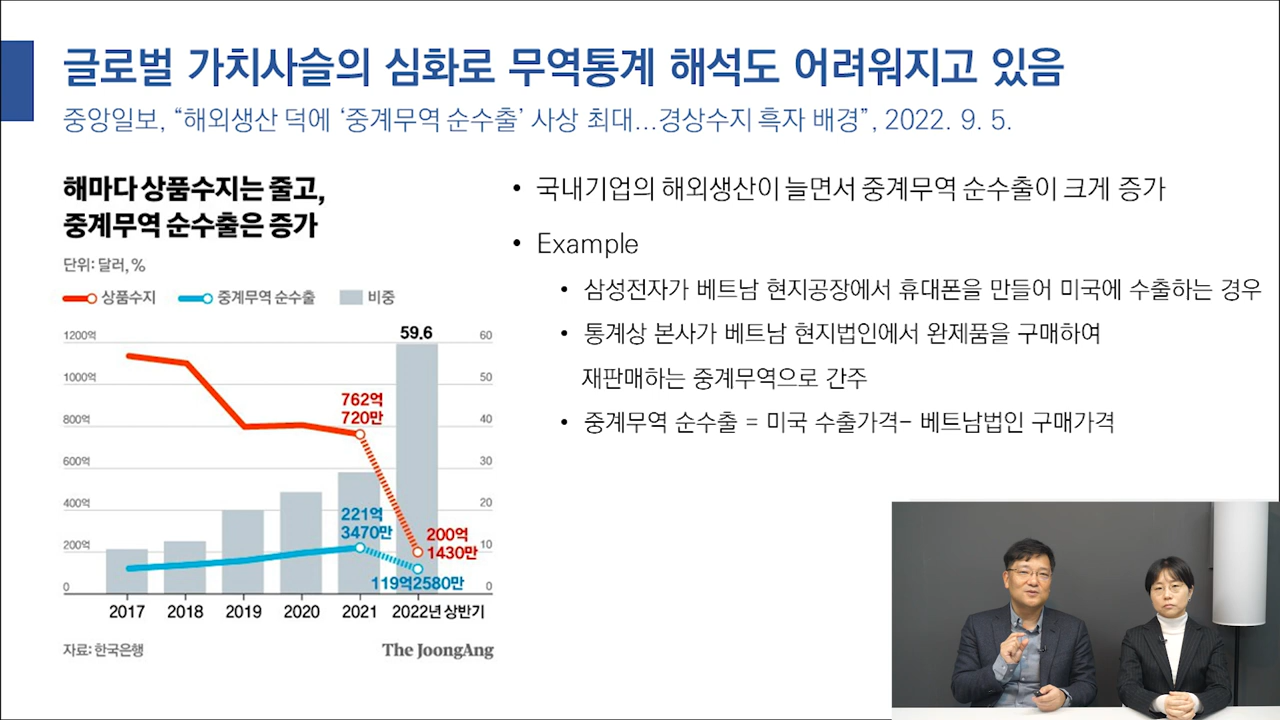 글로벌 가치사슬의 심화로 무역통계 해석도 어려워지고 있음
중앙일보, “해외생산 덕에 ‘중계무역 순수출’ 사상 최대...경상수지 흑자 배경”, 2022. 9. 5.
해마다 상품수지는 줄고,
중계무역 순수출은 증가
단위: 달러, %
상품수지 중계무역 순수출 비중
1200억
1000억
800억
600억
400억
200억
0
60
50
40
30
20
10
0
59.6
762억
720만
221억
3470만
200억
1430만
119억2580만
2017 2018 2019 2020 2021 2022년 상반기
자료: 한국은행 The JoongAng
• 국내기업의 해외생산이 늘면서 중계무역 순수출이 크게 증가
• Example
• 삼성전자가 베트남 현지공장에서 휴대폰을 만들어 미국에 수출하는 경우
• 통계상 본사가 베트남 현지법인에서 완제품을 구매하여
재판매하는 중계무역으로 간주
• 중계무역 순수출 = 미국 수출가격– 베트남법인 구매가격